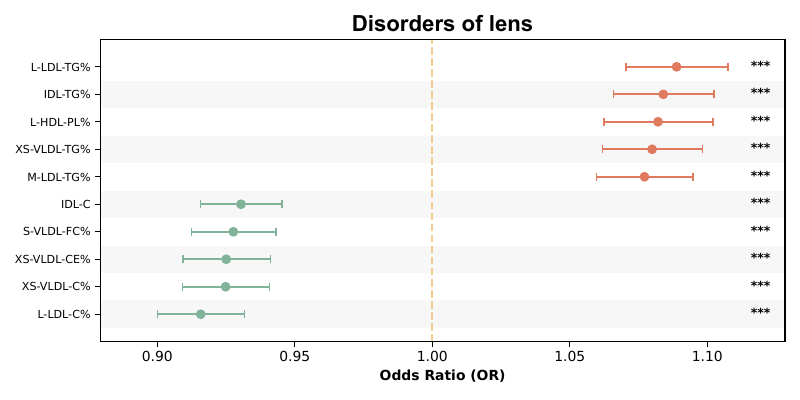 Disorders of lens
L-LDL-TG% ***
IDL-TG% ***
L-HDL-PL% ***
XS-VLDL-TG% ***
M-LDL-TG% ***
IDL-C ***
S-VLDL-FC% ***
XS-VLDL-CE% ***
XS-VLDL-C% ***
L-LDL-C% ***
0.90 0.95 1.00 1.05 1.10
Odds Ratio (OR)